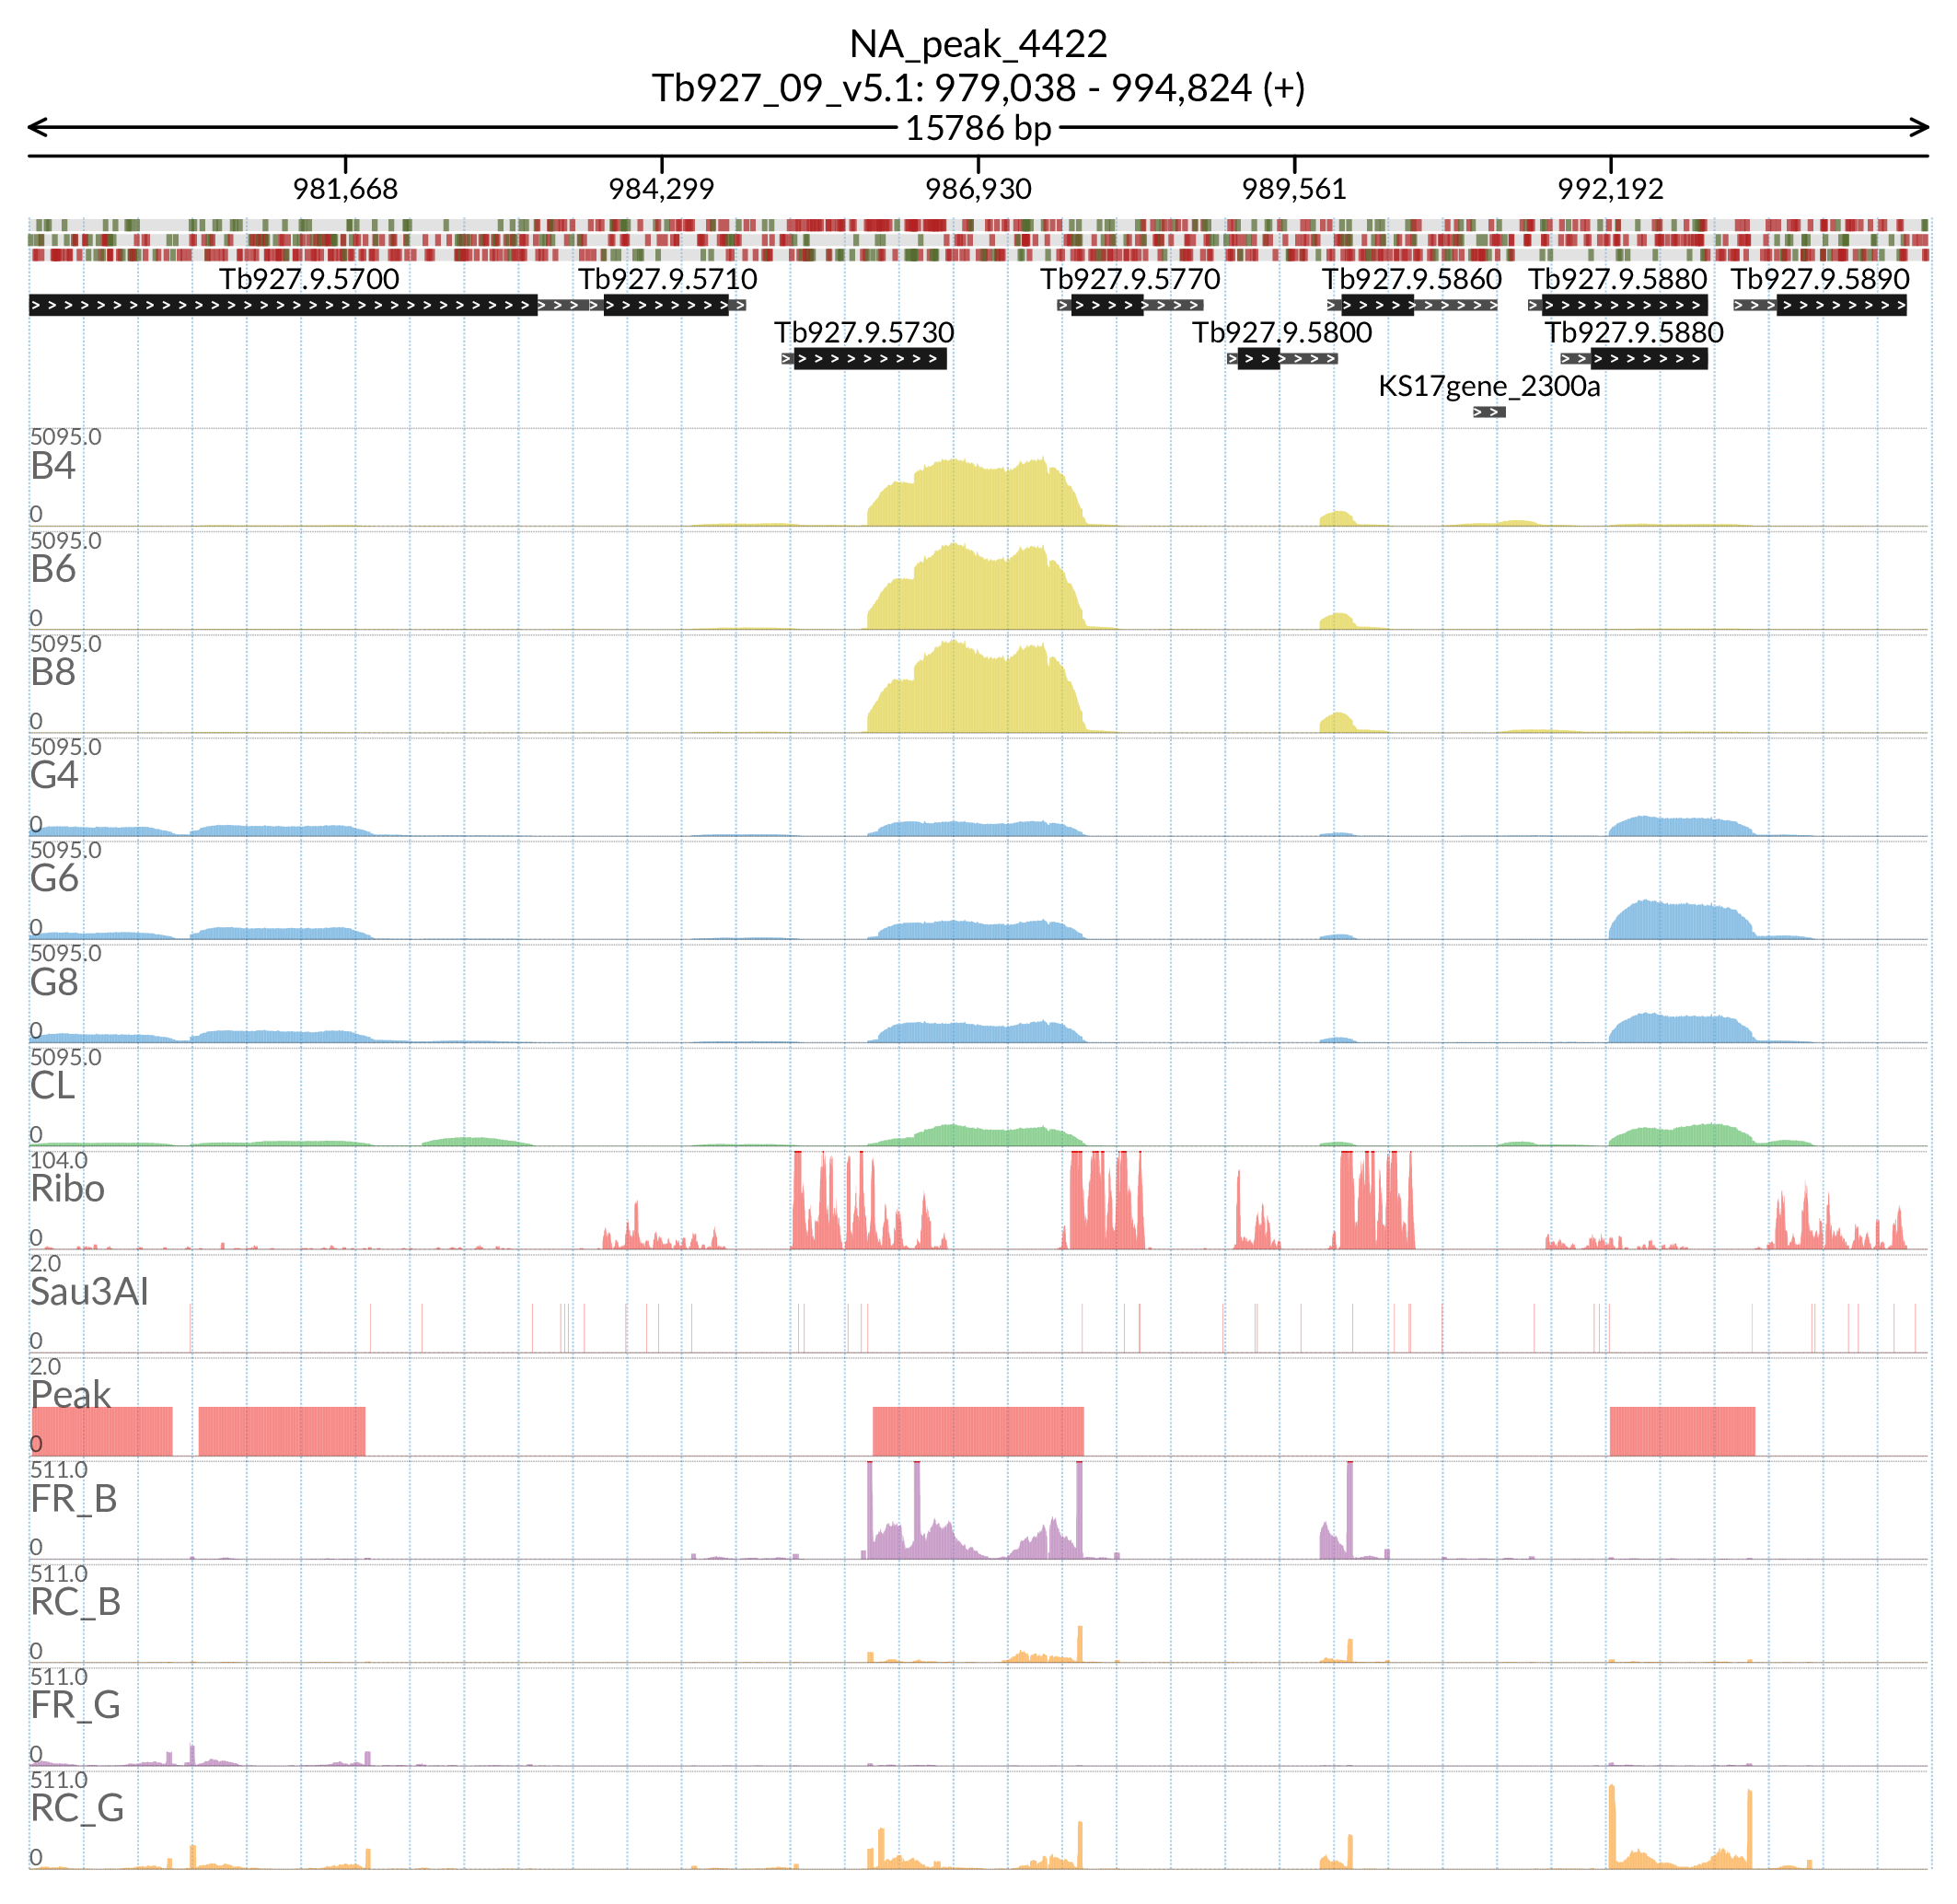 NA_peak_4422
Tb927_09_v5.1: 979,038 - 994,824 (+)
15786 bp
981,668 984,299 986,930 989,561 992,192
Tb927.9.5700 Tb927.9.5710 Tb927.9.5770 Tb927.9.5860 Tb927.9.5880 Tb927.9.5890
Tb927.9.5730 Tb927.9.5800 Tb927.9.5880
KS17gene_2300a
5095.0
B4
0
5095.0
B6
0
5095.0
B8
0
5095.0
G4
0
5095.0
G6
0
5095.0
G8
0
5095.0
CL
0
104.0
Ribo
0
2.0
Sau3AI
0
2.0
Peak
0
511.0
FR_B
0
511.0
RC_B
0
511.0
FR_G
0
511.0
RC_G
0